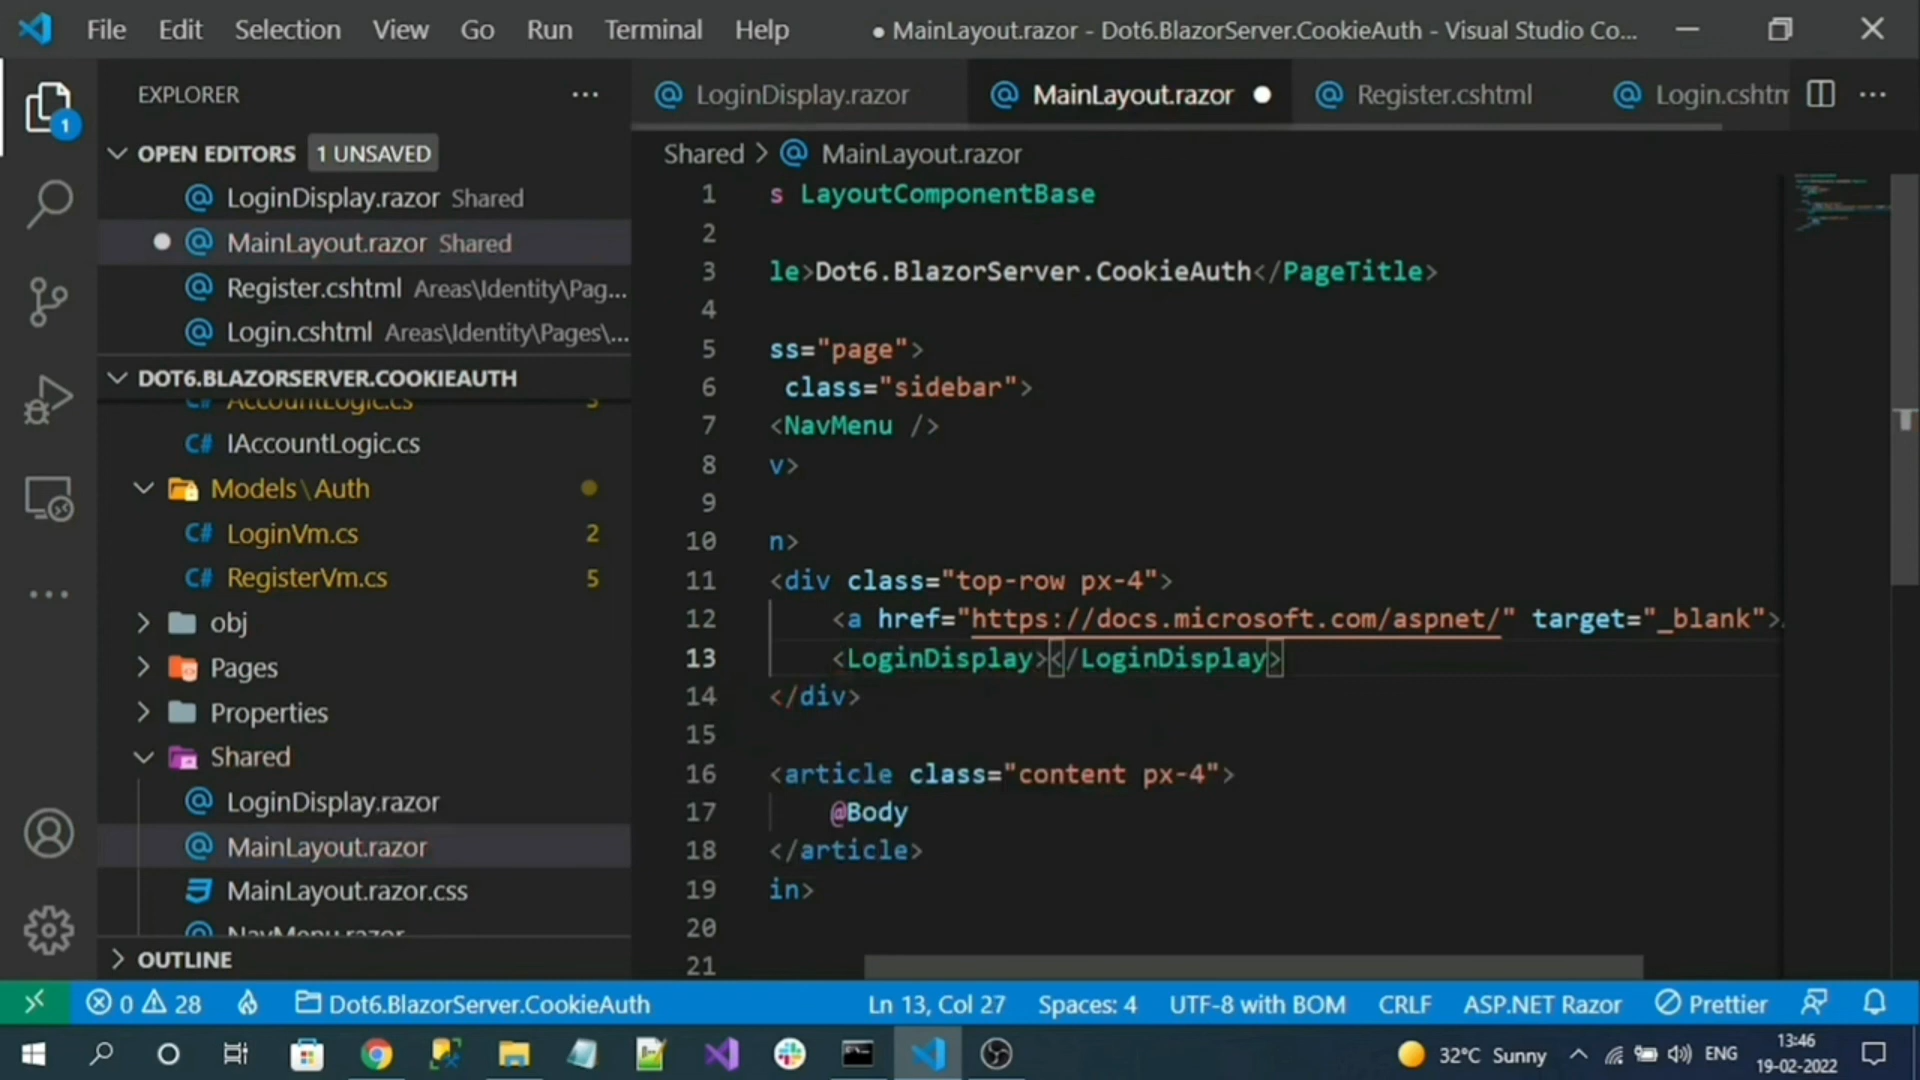 File Edit Selection View Go Run Terminal Help ● MainLayout.razor - Dot6.BlazorServer.CookieAuth - Visual Studio Co...
EXPLORER ...
LoginDisplay.razor MainLayout.razor Register.cshtml Login.cshtm ...
1
OPEN EDITORS 1 UNSAVED
LoginDisplay.razor Shared
MainLayout.razor Shared
Register.cshtml Areas\Identity\Pag...
Login.cshtml Areas\Identity\Pages\...
DOT6.BLAZORSERVER.COOKIEAUTH
AccountLogic.cs
IAccountLogic.cs
Models\Auth
LoginVm.cs 2
RegisterVm.cs 5
obj
Pages
Properties
Shared
LoginDisplay.razor
MainLayout.razor
MainLayout.razor.css
NavMenu.razor
OUTLINE
Shared > MainLayout.razor
1 s LayoutComponentBase
2
3 le>Dot6.BlazorServer.CookieAuth</PageTitle>
4
5 ss="page">
6 class="sidebar">
7 <NavMenu />
8 v>
9
10 n>
11 <div class="top-row px-4">
12 <a href="https://docs.microsoft.com/aspnet/" target="_blank">
13 <LoginDisplay></LoginDisplay>
14 </div>
15
16 <article class="content px-4">
17 @Body
18 </article>
19 in>
20
21
0 28 Dot6.BlazorServer.CookieAuth Ln 13, Col 27 Spaces: 4 UTF-8 with BOM CRLF ASP.NET Razor Prettier
32°C Sunny ENG 13:46
19-02-2022